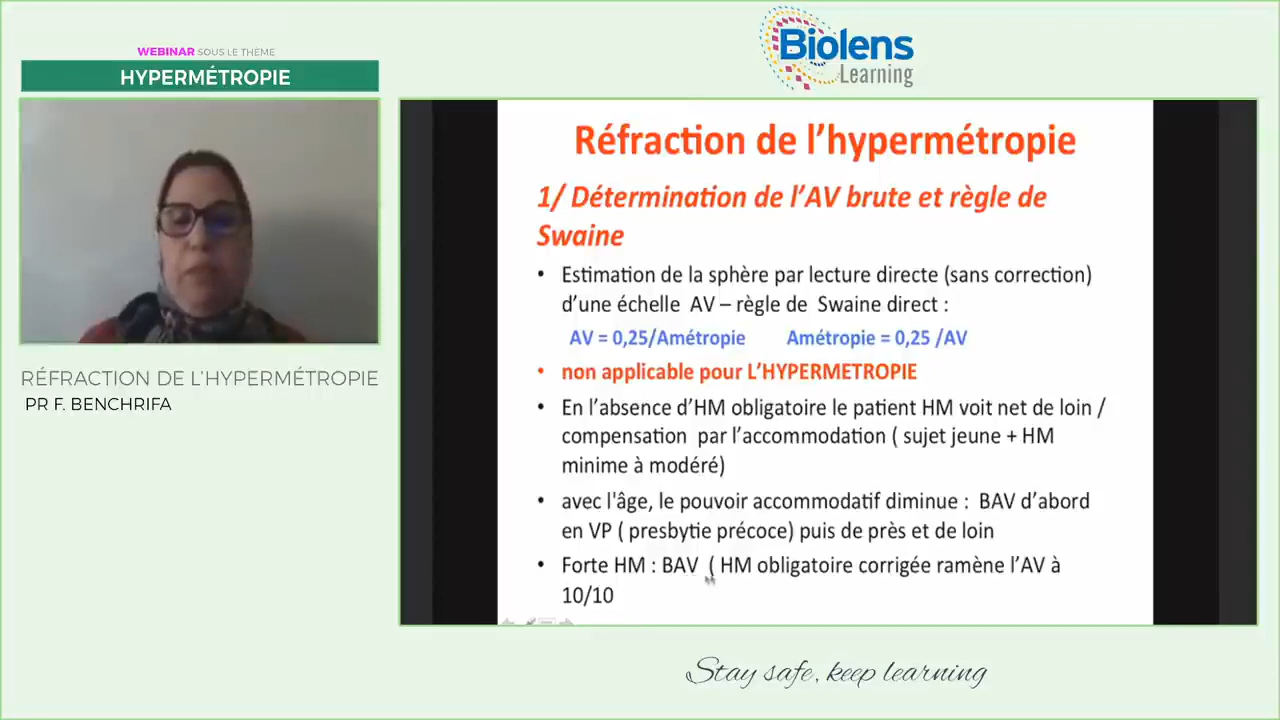 WEBINAR SOUS LE THÈME
HYPERMÉTROPIE
Biolens
Learning
RÉFRACTION DE L'HYPERMÉTROPIE
PR F. BENCHRIFA
Réfraction de l’hypermétropie
1/ Détermination de l’AV brute et règle de
Swaine
• Estimation de la sphère par lecture directe (sans correction)
d’une échelle AV – règle de Swaine direct :
AV = 0,25/Amétropie Amétropie = 0,25 /AV
• non applicable pour L’HYPERMETROPIE
• En l’absence d’HM obligatoire le patient HM voit net de loin /
compensation par l’accommodation ( sujet jeune + HM
minime à modéré)
• avec l'âge, le pouvoir accommodatif diminue : BAV d’abord
en VP ( presbytie précoce) puis de près et de loin
• Forte HM : BAV ( HM obligatoire corrigée ramène l’AV à
10/10
Stay safe, keep learning